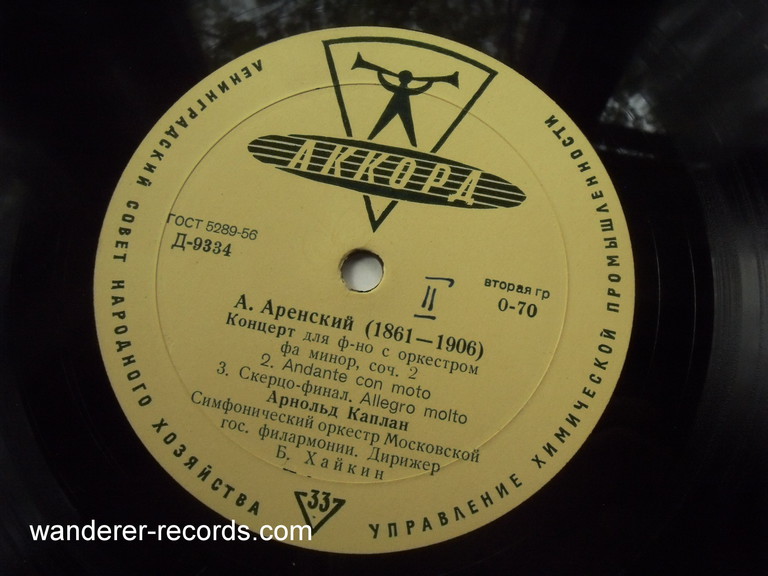 ЛЕНИНГРАДСКИЙ СОВЕТ НАРОДНОГО ХОЗЯЙСТВА
УПРАВЛЕНИЕ ХИМИЧЕСКОЙ ПРОМЫШЛЕННОСТИ
АККОРД
ГОСТ 5289-56
Д-9334
II
вторая гр
0-70
А. Аренский (1861—1906)
Концерт для ф-но с оркестром
фа минор, соч. 2
2. Andante con moto
3. Скерцо-финал. Allegro molto
Арнольд Каплан
Симфонический оркестр Московской
гос. филармонии. Дирижер
Б. Хайкин
33
wanderer-records.com